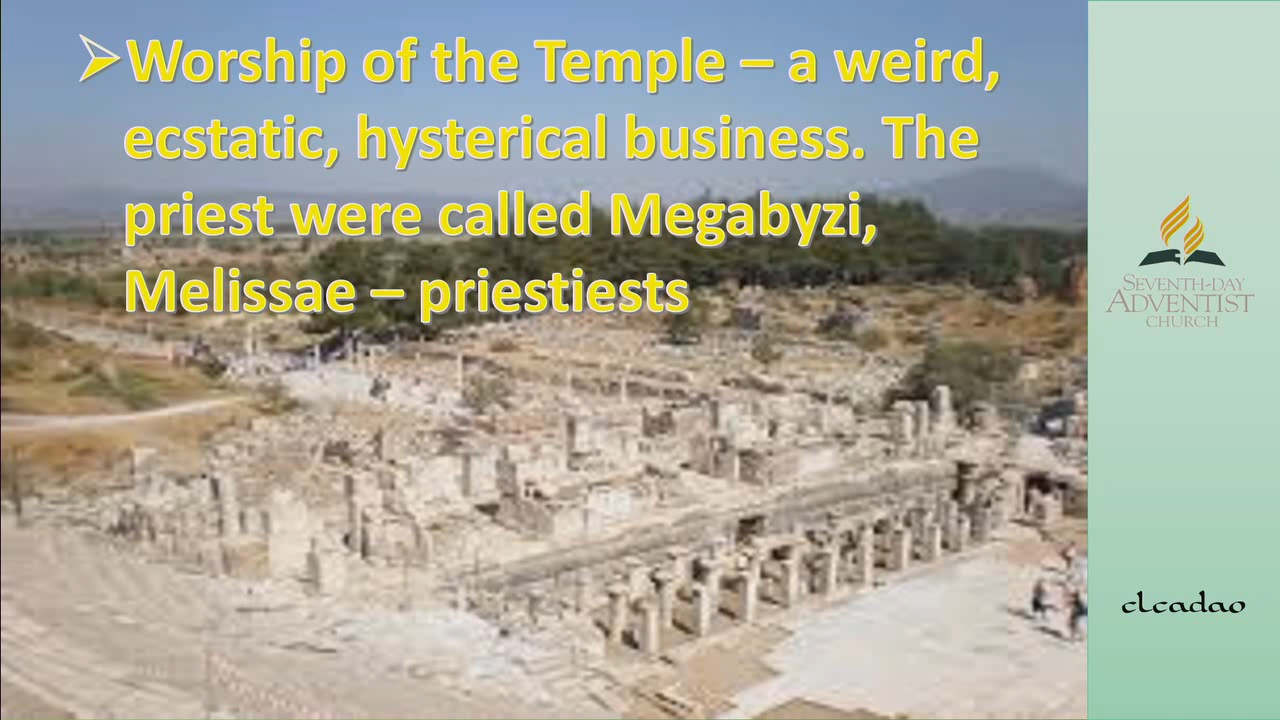 Worship of the Temple – a weird,
ecstatic, hysterical business. The
priest were called Megabyzi,
Melissae – priestiests
SEVENTH-DAY
ADVENTIST
CHURCH
clcadao